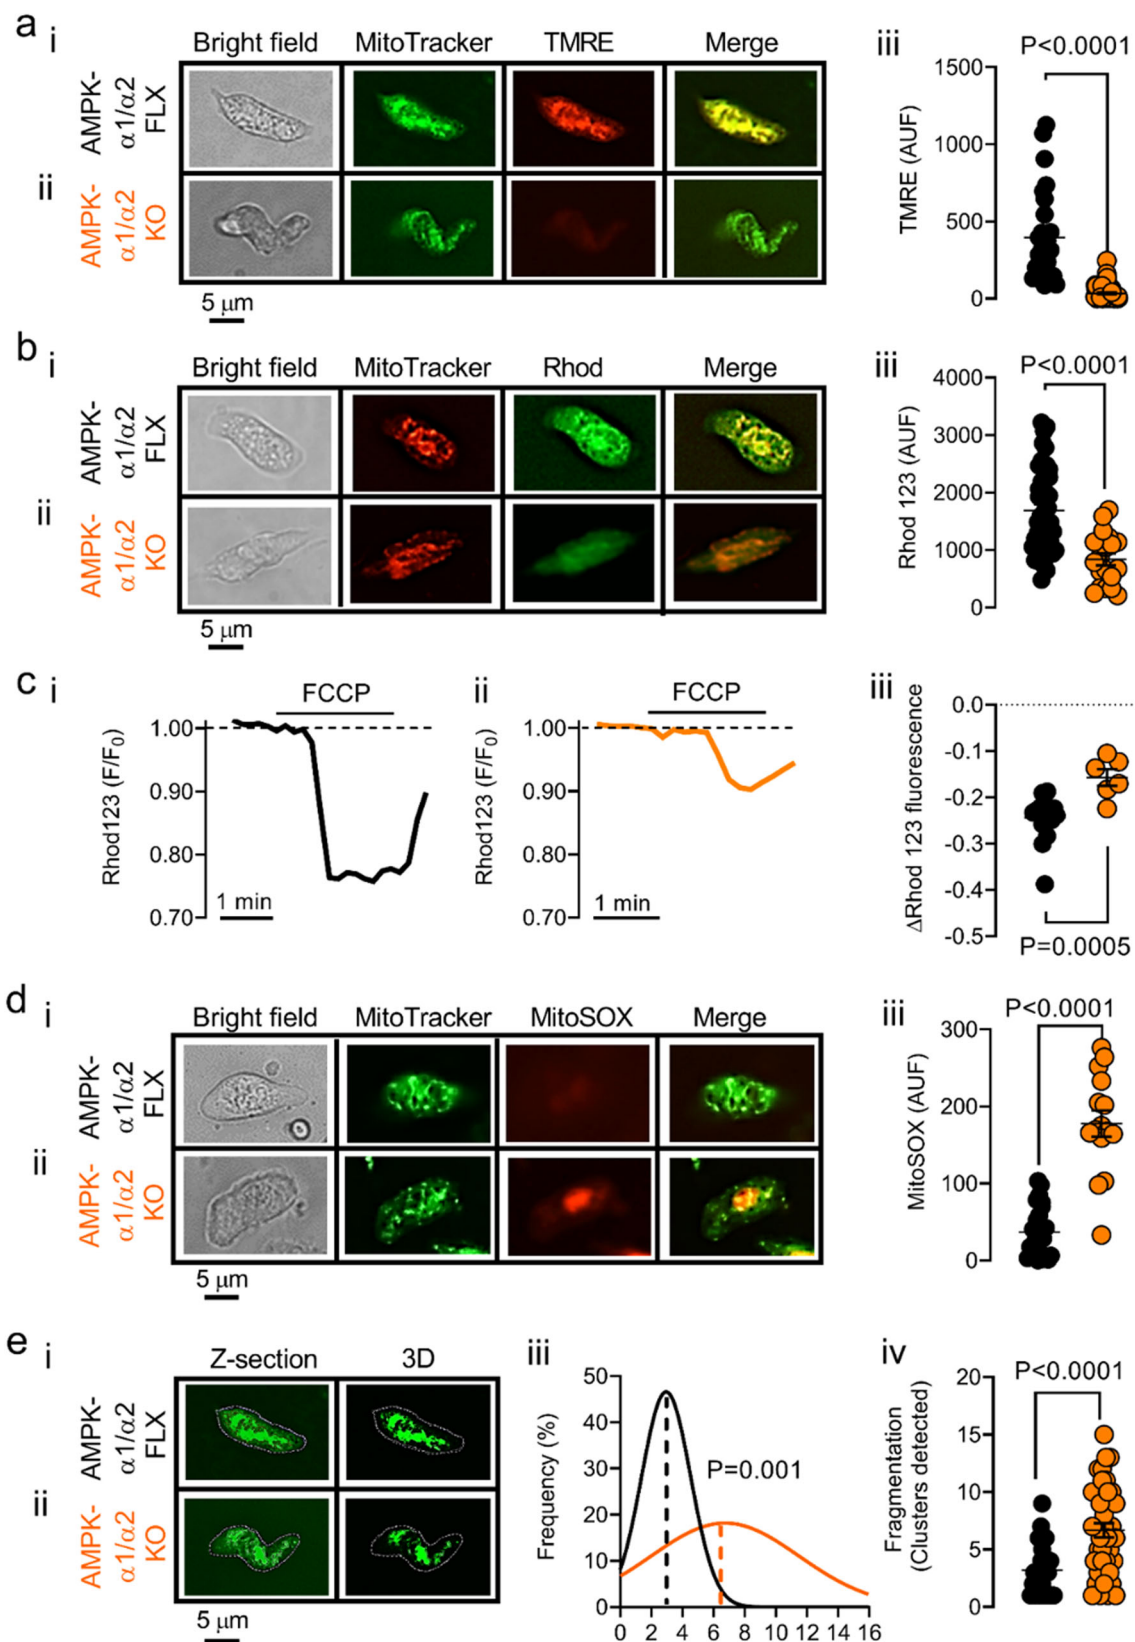 a i
Bright field MitoTracker TMRE Merge
AMPK-
α1/α2
FLX
ii
AMPK-
α1/α2
KO
5 μm
iii
P<0.0001
TMRE (AUF)
1500
1000
500
0
b i
Bright field MitoTracker Rhod Merge
AMPK-
α1/α2
FLX
ii
AMPK-
α1/α2
KO
5 μm
iii
P<0.0001
Rhod 123 (AUF)
4000
3000
2000
1000
0
c i
FCCP
Rhod123 (F/F0)
1.00
0.90
0.80
0.70
1 min
ii
FCCP
Rhod123 (F/F0)
1.00
0.90
0.80
0.70
1 min
iii
ΔRhod 123 fluorescence
0.0
-0.1
-0.2
-0.3
-0.4
-0.5
P=0.0005
d i
Bright field MitoTracker MitoSOX Merge
AMPK-
α1/α2
FLX
ii
AMPK-
α1/α2
KO
5 μm
iii
P<0.0001
MitoSOX (AUF)
300
200
100
0
e i
Z-section 3D
AMPK-
α1/α2
FLX
ii
AMPK-
α1/α2
KO
5 μm
iii
Frequency (%)
50
40
30
20
10
0
P=0.001
0 2 4 6 8 10 12 14 16
iv
P<0.0001
Fragmentation
(Clusters detected)
20
15
10
5
0